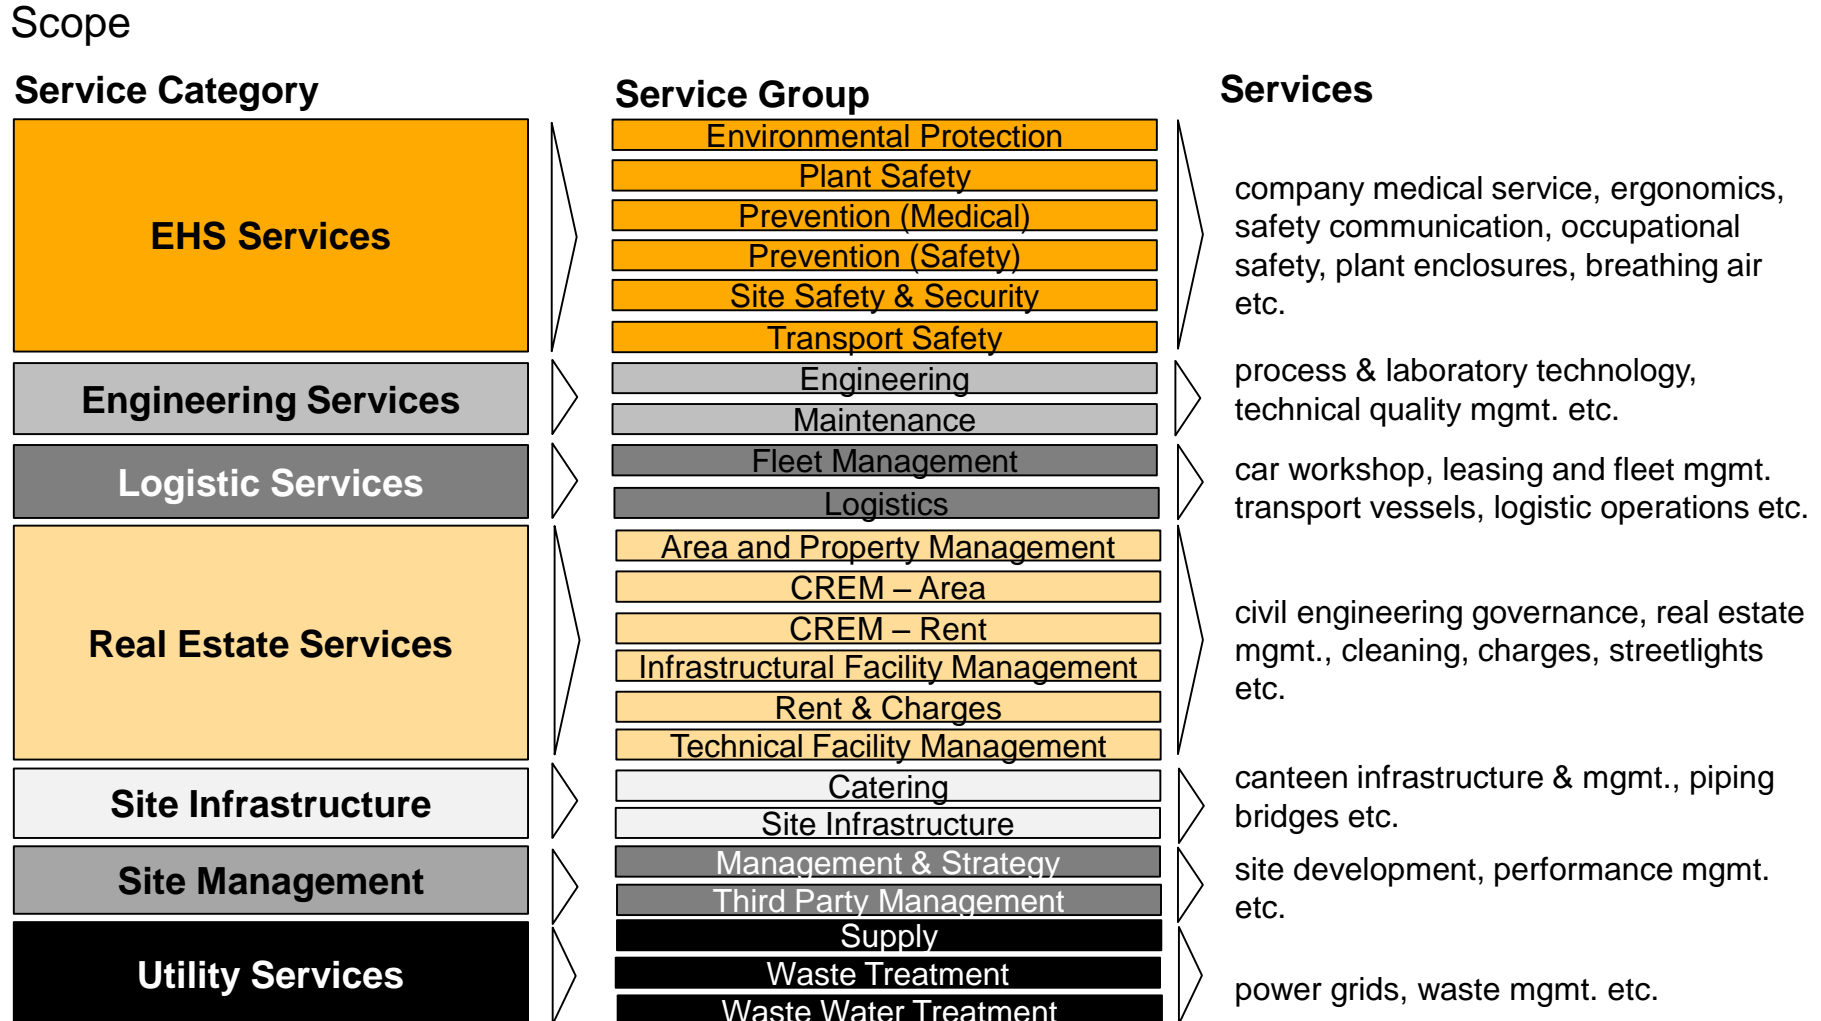 Scope
Service Category
Service Group
Services
EHS Services
Environmental Protection
Plant Safety
Prevention (Medical)
Prevention (Safety)
Site Safety & Security
Transport Safety
company medical service, ergonomics,
safety communication, occupational
safety, plant enclosures, breathing air
etc.
Engineering Services
Engineering
Maintenance
process & laboratory technology,
technical quality mgmt. etc.
Logistic Services
Fleet Management
Logistics
car workshop, leasing and fleet mgmt.
transport vessels, logistic operations etc.
Real Estate Services
Area and Property Management
CREM – Area
CREM – Rent
Infrastructural Facility Management
Rent & Charges
Technical Facility Management
civil engineering governance, real estate
mgmt., cleaning, charges, streetlights
etc.
Site Infrastructure
Catering
Site Infrastructure
canteen infrastructure & mgmt., piping
bridges etc.
Site Management
Management & Strategy
Third Party Management
site development, performance mgmt.
etc.
Utility Services
Supply
Waste Treatment
Waste Water Treatment
power grids, waste mgmt. etc.